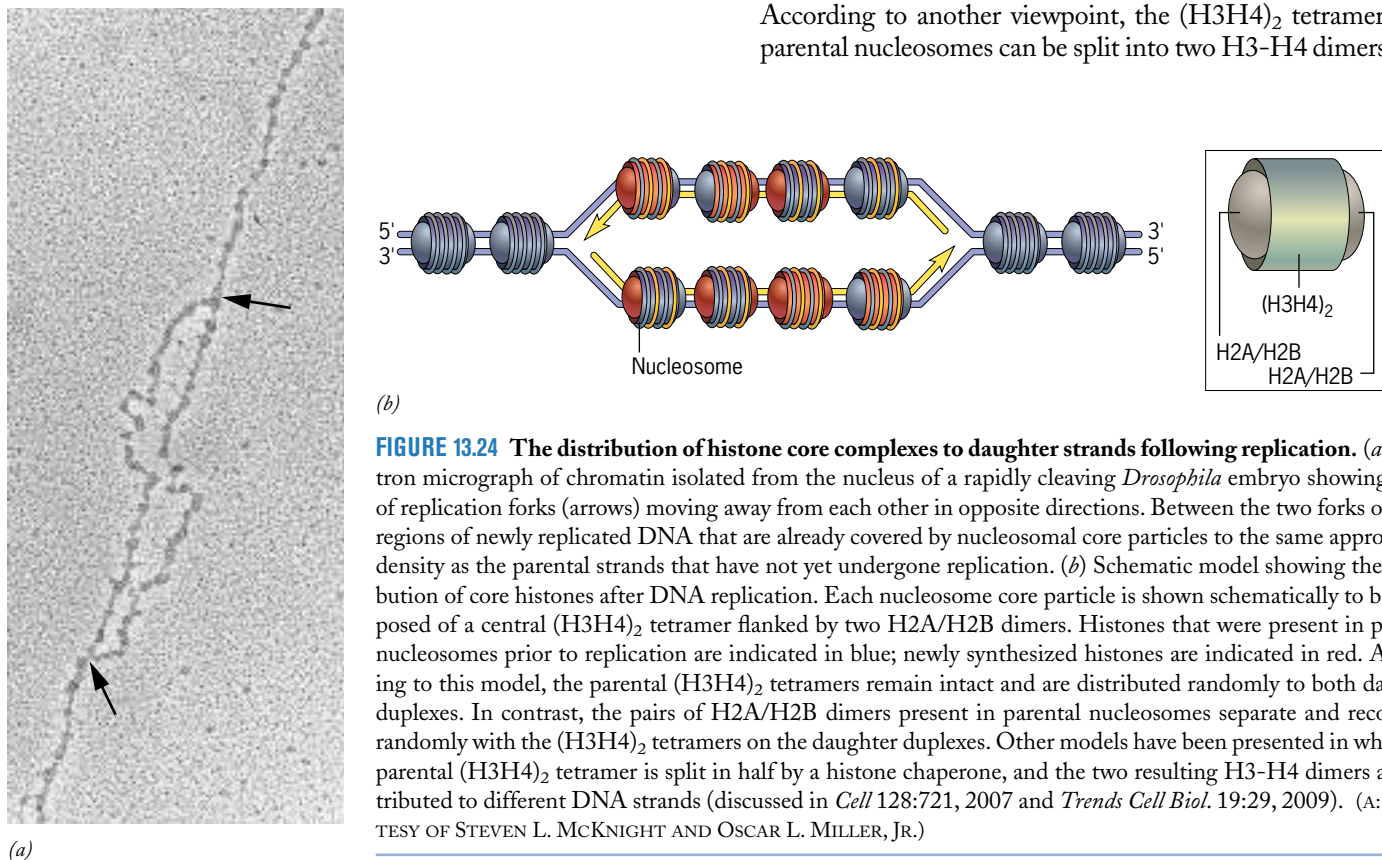 According to another viewpoint, the (H3H4)₂ tetramer
parental nucleosomes can be split into two H3-H4 dimers
5' 3'
3' 5'
Nucleosome
(H3H4)₂
H2A/H2B
H2A/H2B
(b)
FIGURE 13.24 The distribution of histone core complexes to daughter strands following replication. (a
tron micrograph of chromatin isolated from the nucleus of a rapidly cleaving Drosophila embryo showing
of replication forks (arrows) moving away from each other in opposite directions. Between the two forks o
regions of newly replicated DNA that are already covered by nucleosomal core particles to the same appro
density as the parental strands that have not yet undergone replication. (b) Schematic model showing the
bution of core histones after DNA replication. Each nucleosome core particle is shown schematically to b
posed of a central (H3H4)₂ tetramer flanked by two H2A/H2B dimers. Histones that were present in p
nucleosomes prior to replication are indicated in blue; newly synthesized histones are indicated in red. A
ing to this model, the parental (H3H4)₂ tetramers remain intact and are distributed randomly to both da
duplexes. In contrast, the pairs of H2A/H2B dimers present in parental nucleosomes separate and reco
randomly with the (H3H4)₂ tetramers on the daughter duplexes. Other models have been presented in wh
parental (H3H4)₂ tetramer is split in half by a histone chaperone, and the two resulting H3-H4 dimers a
tributed to different DNA strands (discussed in Cell 128:721, 2007 and Trends Cell Biol. 19:29, 2009). (A:
TESY OF STEVEN L. MCKNIGHT AND OSCAR L. MILLER, JR.)
(a)